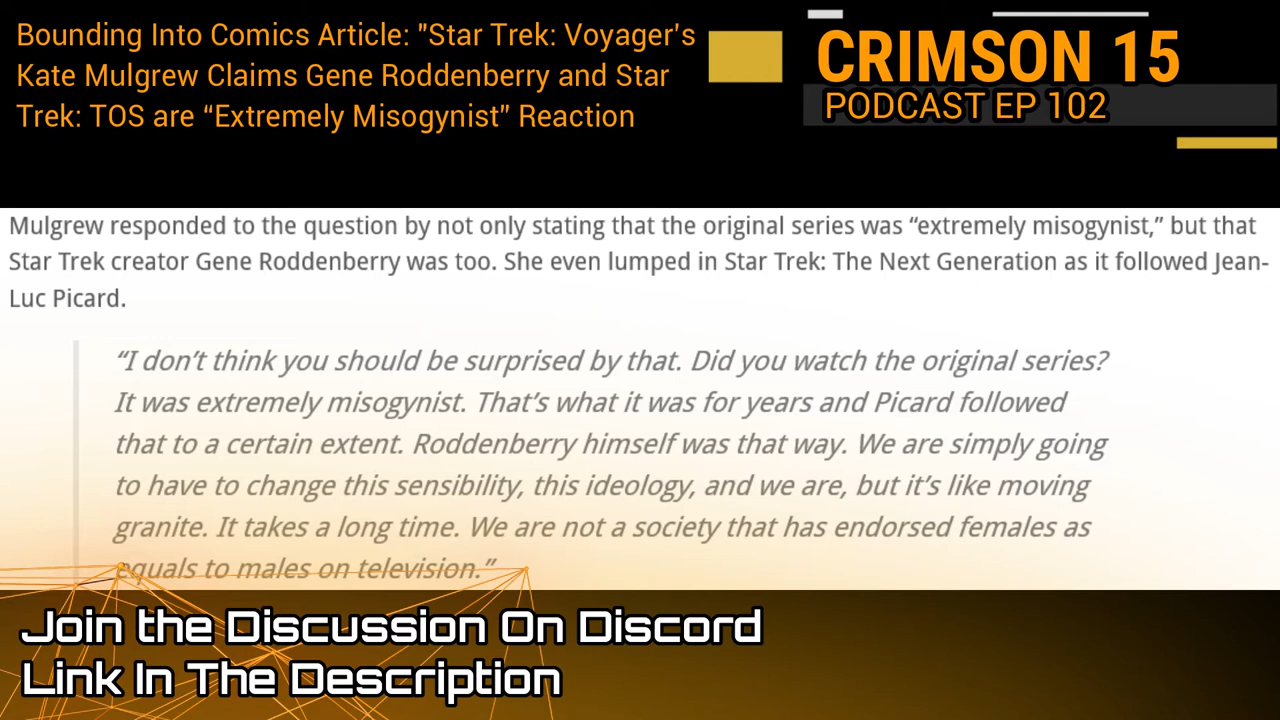 Bounding Into Comics Article: "Star Trek: Voyager's
Kate Mulgrew Claims Gene Roddenberry and Star
Trek: TOS are “Extremely Misogynist” Reaction
CRIMSON 15
PODCAST EP 102
Mulgrew responded to the question by not only stating that the original series was “extremely misogynist,” but that
Star Trek creator Gene Roddenberry was too. She even lumped in Star Trek: The Next Generation as it followed Jean-
Luc Picard.
“I don’t think you should be surprised by that. Did you watch the original series?
It was extremely misogynist. That’s what it was for years and Picard followed
that to a certain extent. Roddenberry himself was that way. We are simply going
to have to change this sensibility, this ideology, and we are, but it’s like moving
granite. It takes a long time. We are not a society that has endorsed females as
equals to males on television.”
Join the Discussion On Discord
Link In The Description